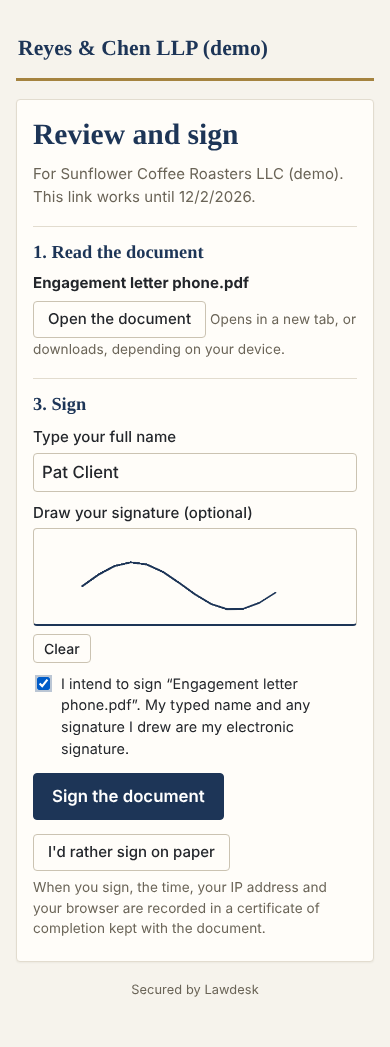 Reyes & Chen LLP (demo)
Review and sign
For Sunflower Coffee Roasters LLC (demo).
This link works until 12/2/2026.
1. Read the document
Engagement letter phone.pdf
Open the document Opens in a new tab, or
downloads, depending on your device.
3. Sign
Type your full name
Pat Client
Draw your signature (optional)
Clear
I intend to sign “Engagement letter
phone.pdf”. My typed name and any
signature I drew are my electronic
signature.
Sign the document
I'd rather sign on paper
When you sign, the time, your IP address and
your browser are recorded in a certificate of
completion kept with the document.
Secured by Lawdesk